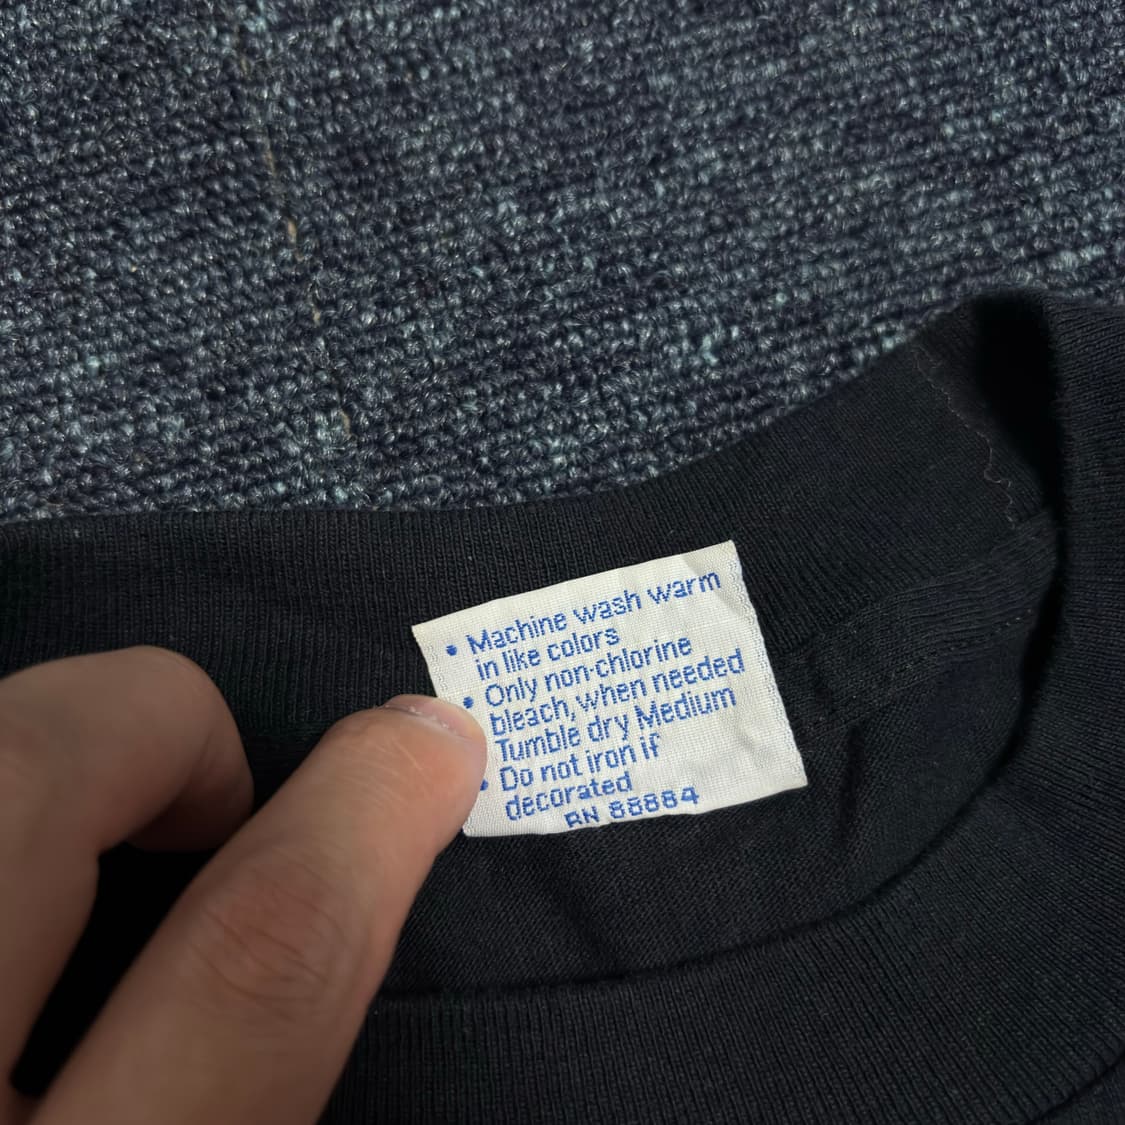 • Machine wash warm
in like colors
• Only non-chlorine
bleach, when needed
Tumble dry Medium
• Do not iron if
decorated
RN 88884